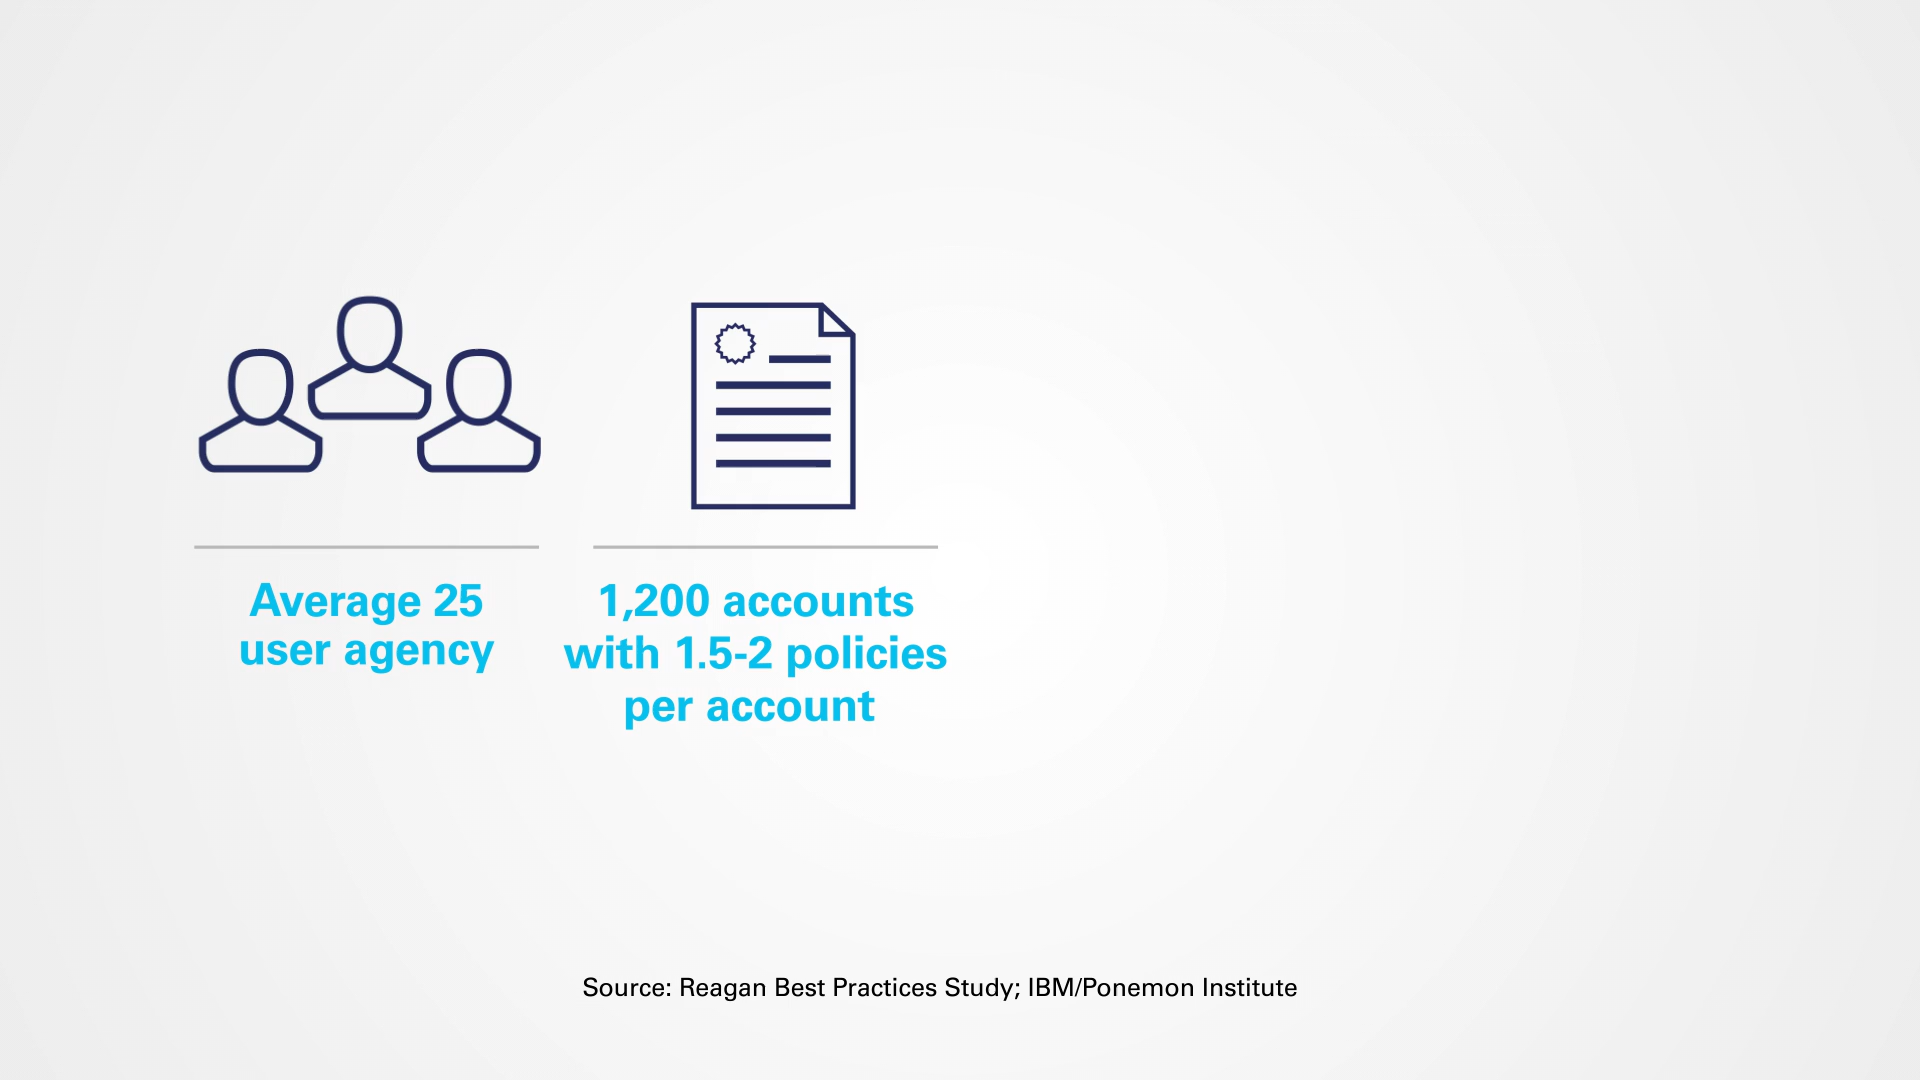 Average 25
user agency
1,200 accounts
with 1.5-2 policies
per account
Source: Reagan Best Practices Study; IBM/Ponemon Institute